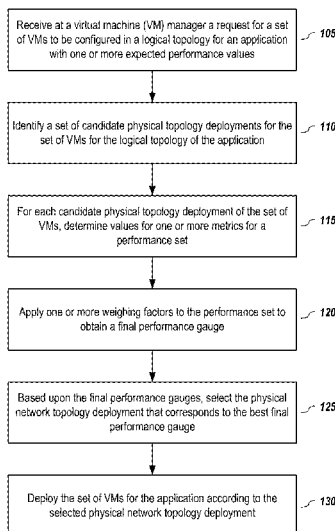 Receive at a virtual machine (VM) manager a request for a set
of VMs to be configured in a logical topology for an application
with one or more expected performance values
105
Identify a set of candidate physical topology deployments for the
set of VMs for the logical topology of the application
110
For each candidate physical topology deployment of the set of
VMs, determine values for one or more metrics for a
performance set
115
Apply one or more weighing factors to the performance set to
obtain a final performance gauge
120
Based upon the final performance gauges, select the physical
network topology deployment that corresponds to the best final
performance gauge
125
Deploy the set of VMs for the application according to the
selected physical network topology deployment
130